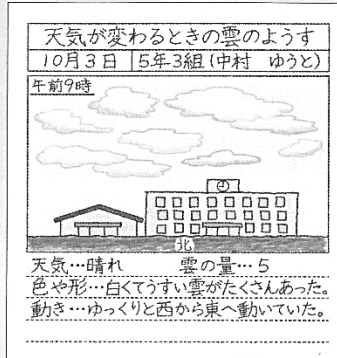 天気が変わるときの雲のようす
10月3日 5年3組(中村 ゆうと)
午前9時
北
天気…晴れ 雲の量…5
色や形…白くてうすい雲がたくさんあった。
動き…ゆっくりと西から東へ動いていた。